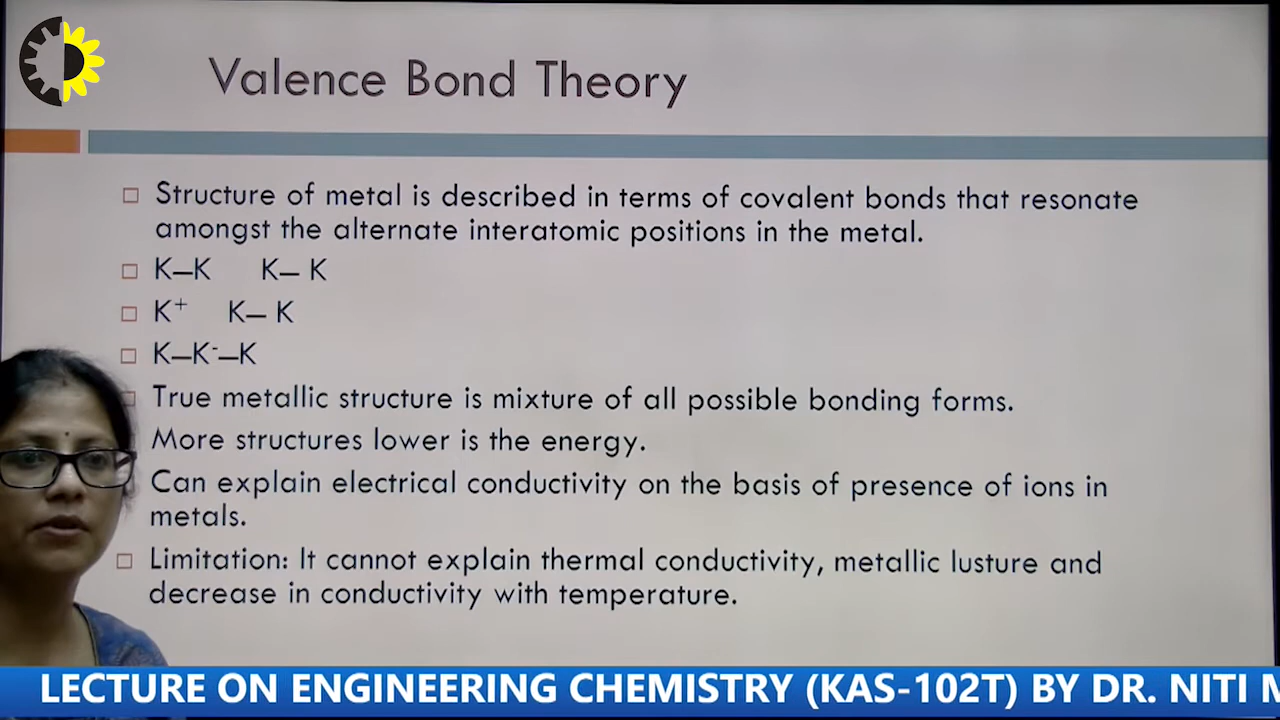 Valence Bond Theory
Structure of metal is described in terms of covalent bonds that resonate
amongst the alternate interatomic positions in the metal.
K–K K– K
K⁺ K– K
K–K⁻–K
True metallic structure is mixture of all possible bonding forms.
More structures lower is the energy.
Can explain electrical conductivity on the basis of presence of ions in
metals.
Limitation: It cannot explain thermal conductivity, metallic lusture and
decrease in conductivity with temperature.
LECTURE ON ENGINEERING CHEMISTRY (KAS-102T) BY DR. NITI